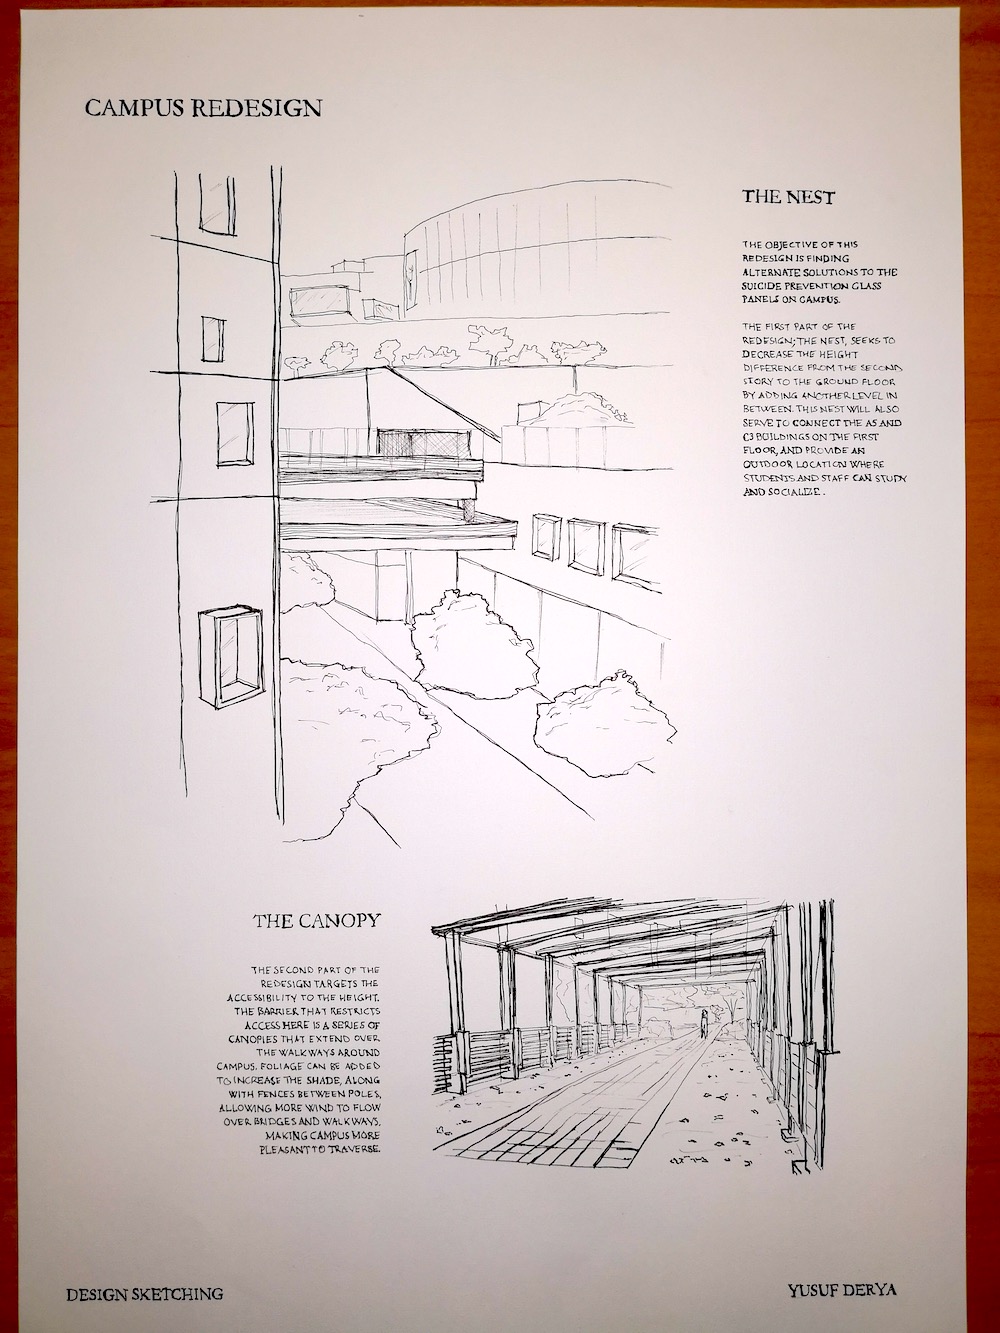 CAMPUS REDESIGN
THE NEST
THE OBJECTIVE OF THIS
REDESIGN IS FINDING
ALTERNATE SOLUTIONS TO THE
SUICIDE PREVENTION GLASS
PANELS ON CAMPUS.
THE FIRST PART OF THE
REDESIGN; THE NEST, SEEKS TO
DECREASE THE HEIGHT
DIFFERENCE FROM THE SECOND
STORY TO THE GROUND FLOOR
BY ADDING ANOTHER LEVEL IN
BETWEEN. THIS NEST WILL ALSO
SERVE TO CONNECT THE A5 AND
C3 BUILDINGS ON THE FIRST
FLOOR, AND PROVIDE AN
OUTDOOR LOCATION WHERE
STUDENTS AND STAFF CAN STUDY
AND SOCIALIZE.
THE CANOPY
THE SECOND PART OF THE
REDESIGN TARGETS THE
ACCESSIBILITY TO THE HEIGHT.
THE BARRIER THAT RESTRICTS
ACCESS HERE IS A SERIES OF
CANOPIES THAT EXTEND OVER
THE WALKWAYS AROUND
CAMPUS. FOLIAGE CAN BE ADDED
TO INCREASE THE SHADE, ALONG
WITH FENCES BETWEEN POLES,
ALLOWING MORE WIND TO FLOW
OVER BRIDGES AND WALKWAYS,
MAKING CAMPUS MORE
PLEASANT TO TRAVERSE.
DESIGN SKETCHING
YUSUF DERYA